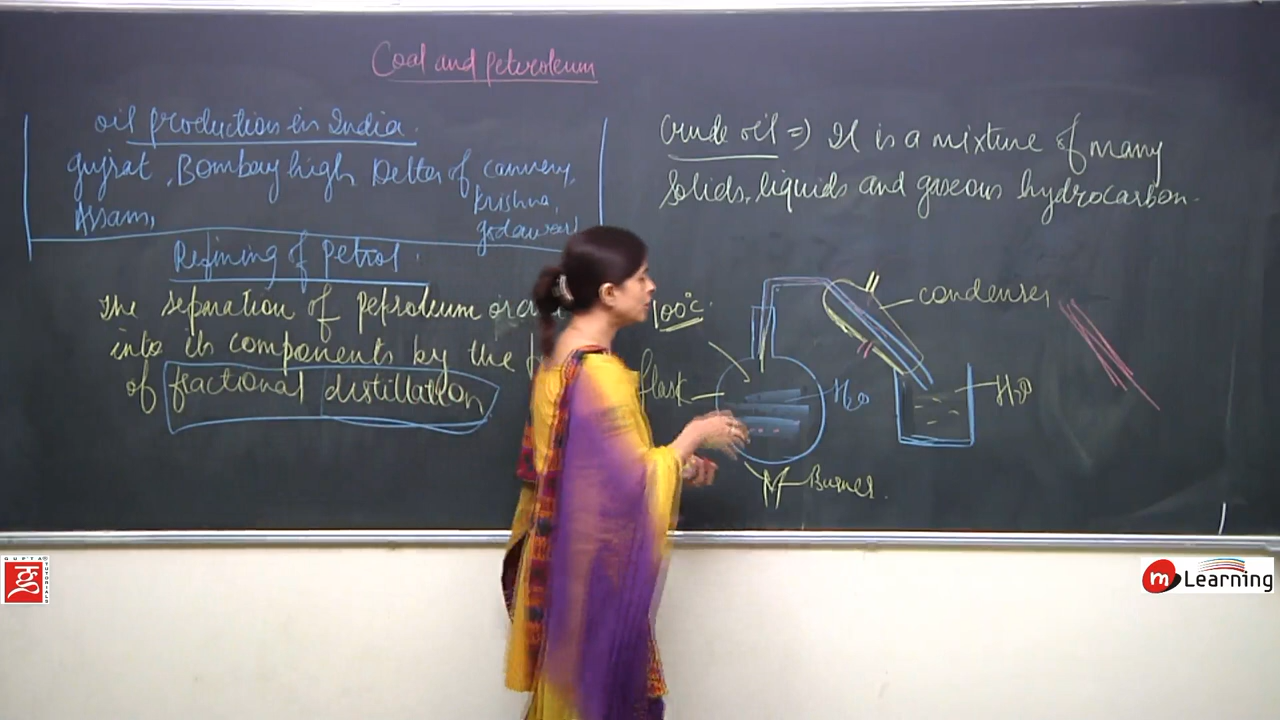 Coal and petroleum
oil production in India.
gujrat, Bombay high, Delta of cauvery,
Assam, krishna,
godawari
Refining of petrol.
The separation of petroleum or
into its components by the
of fractional distillation
crude oil => It is a mixture of many
solids, liquids and gaseous hydrocarbon.
100°C
condenser
flask
H2O
H2O
Burner.
GUPTA TUTORIALS
m Learning